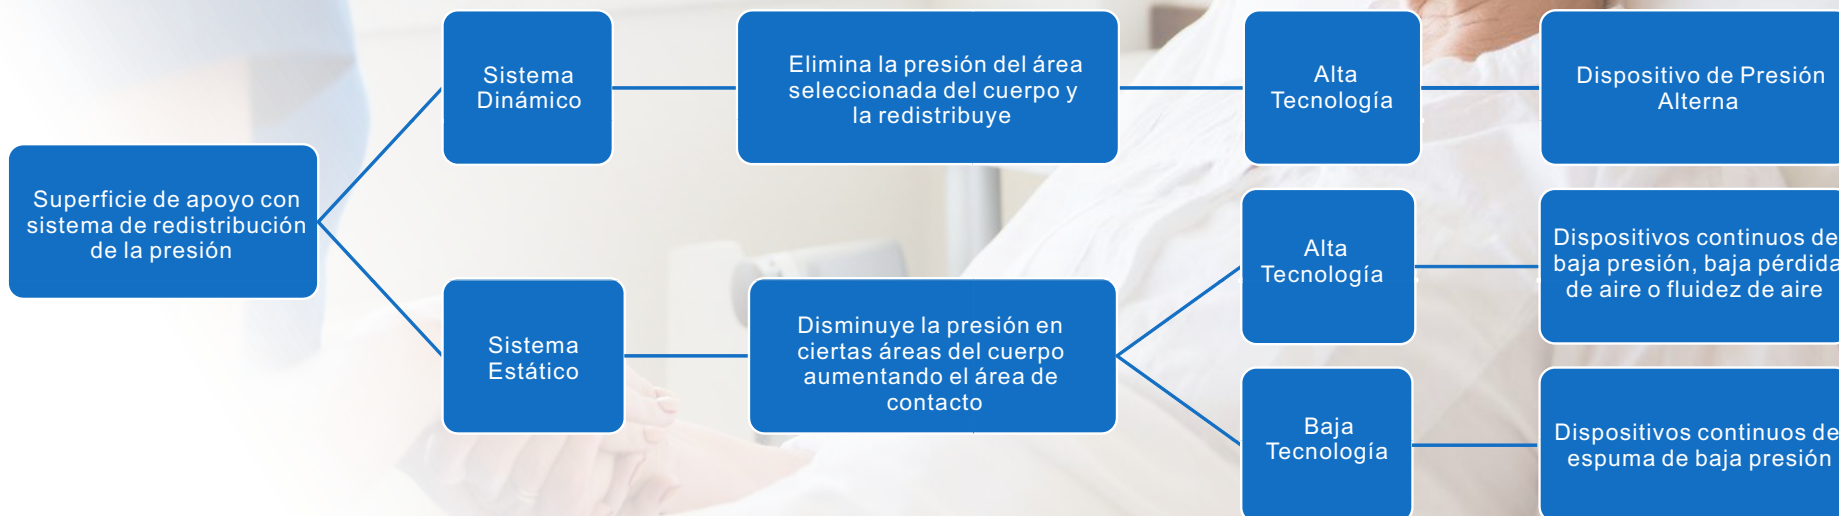 Superficie de apoyo con
sistema de redistribución
de la presión
Sistema
Dinámico
Elimina la presión del área
seleccionada del cuerpo y
la redistribuye
Alta
Tecnología
Dispositivo de Presión
Alterna
Sistema
Estático
Disminuye la presión en
ciertas áreas del cuerpo
aumentando el área de
contacto
Alta
Tecnología
Dispositivos continuos de
baja presión, baja pérdida
de aire o fluidez de aire
Baja
Tecnología
Dispositivos continuos de
espuma de baja presión